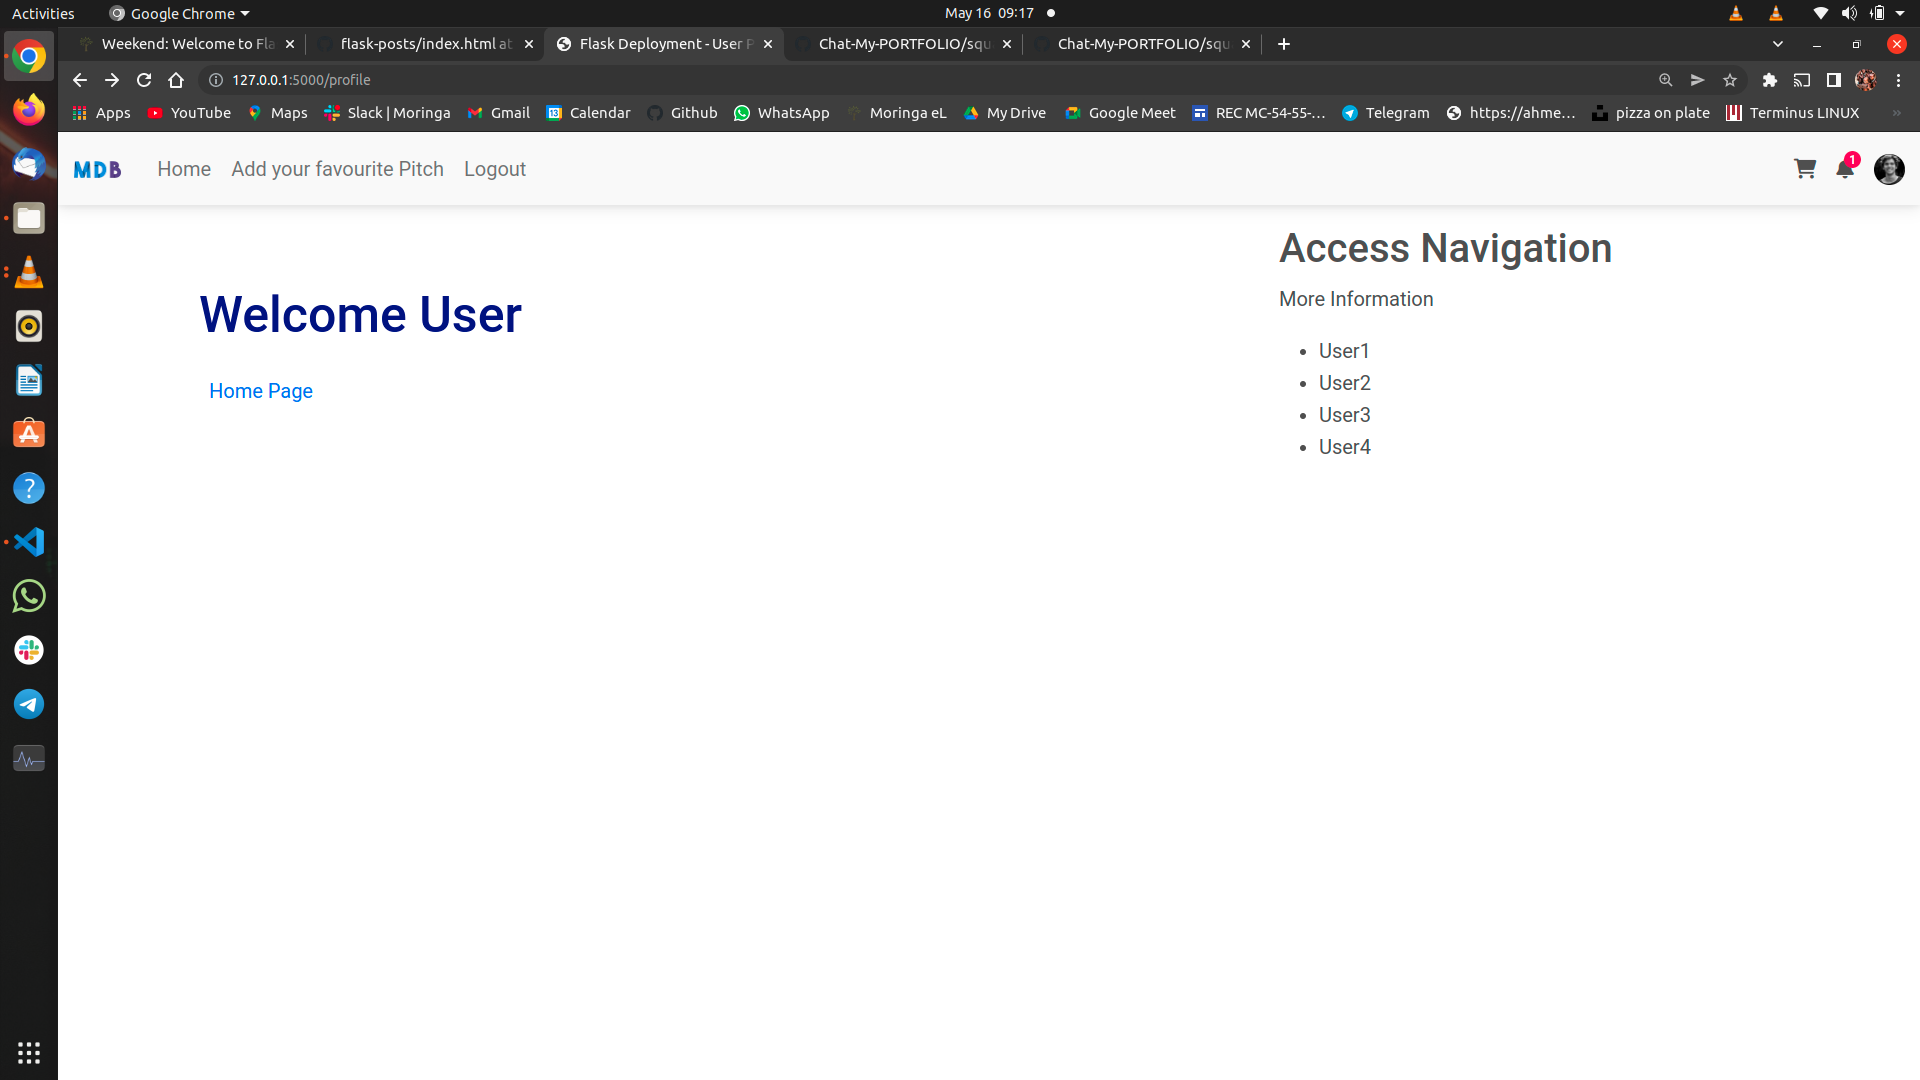 Activities Google Chrome May 16 09:17
Weekend: Welcome to Fla flask-posts/index.html at Flask Deployment - User P Chat-My-PORTFOLIO/squ Chat-My-PORTFOLIO/squ
127.0.0.1:5000/profile
Apps YouTube Maps Slack | Moringa Gmail 13 Calendar Github WhatsApp Moringa eL My Drive Google Meet REC MC-54-55-... Telegram https://ahme... pizza on plate Terminus LINUX »
MDB Home Add your favourite Pitch Logout 1
Access Navigation
More Information
Welcome User
Home Page
• User1
• User2
• User3
• User4